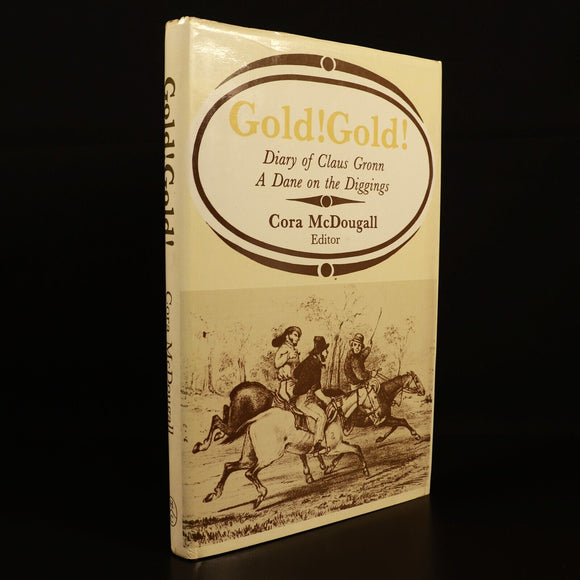 Gold!Gold!
Diary of Claus Gronn
A Dane on the Diggings
Cora McDougall
Editor
Gold!Gold!
Cora McDougall